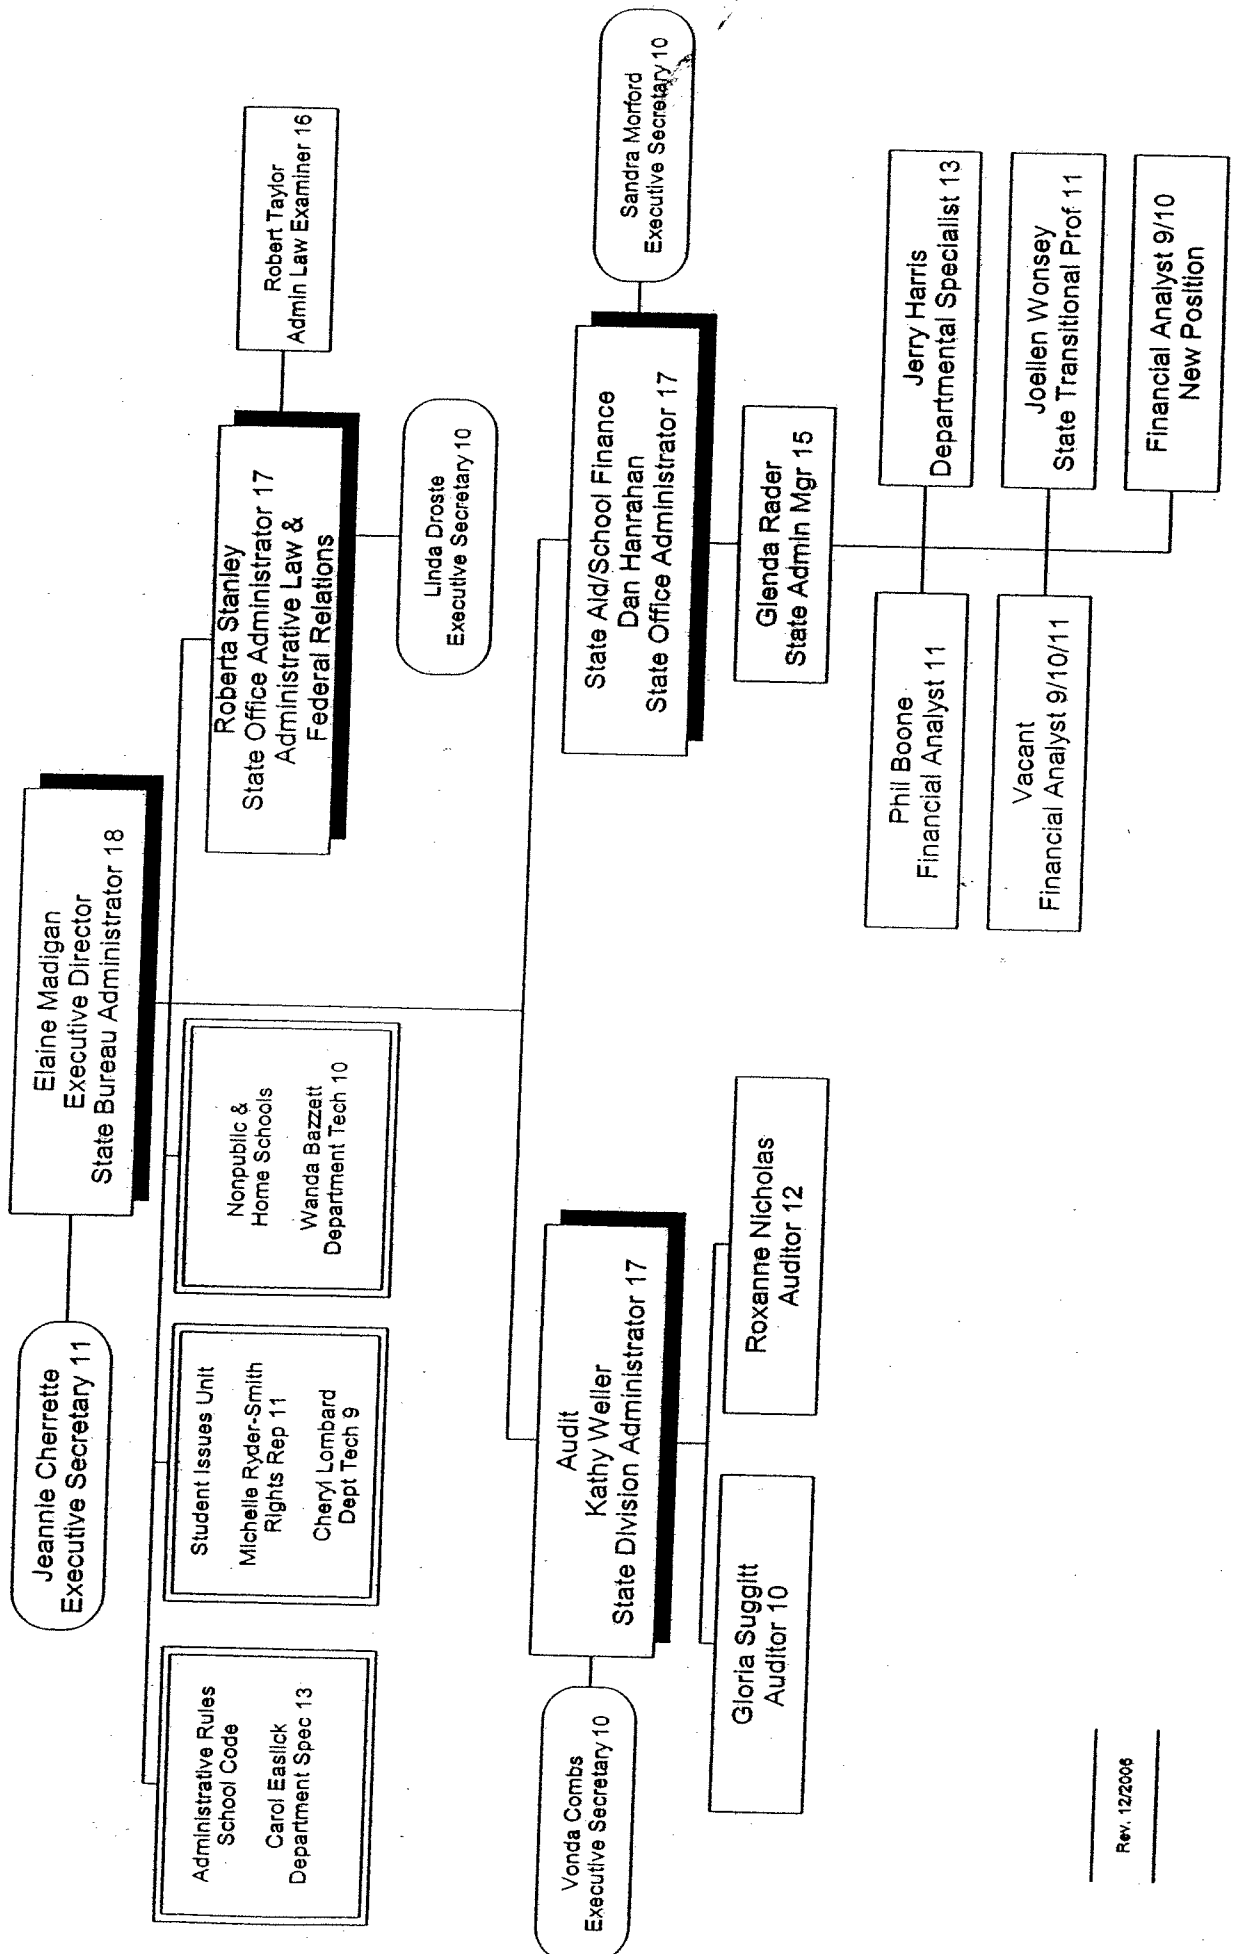 Elaine Madigan
Executive Director
State Bureau Administrator 18
Jeannie Cherrette
Executive Secretary 11
Administrative Rules
School Code
Carol Easlick
Department Spec 13
Student Issues Unit
Michelle Ryder-Smith
Rights Rep 11
Cheryl Lombard
Dept Tech 9
Nonpublic &
Home Schools
Wanda Bazzett
Department Tech 10
Roberta Stanley
State Office Administrator 17
Administrative Law &
Federal Relations
Robert Taylor
Admin Law Examiner 16
Linda Droste
Executive Secretary 10
Vonda Combs
Executive Secretary 10
Audit
Kathy Weller
State Division Administrator 17
Gloria Suggitt
Auditor 10
Roxanne Nicholas
Auditor 12
State Aid/School Finance
Dan Hanrahan
State Office Administrator 17
Sandra Morford
Executive Secretary 10
Glenda Rader
State Admin Mgr 15
Phil Boone
Financial Analyst 11
Jerry Harris
Departmental Specialist 13
Vacant
Financial Analyst 9/10/11
Joellen Wonsey
State Transitional Prof 11
Financial Analyst 9/10
New Position
Rev. 12/2006